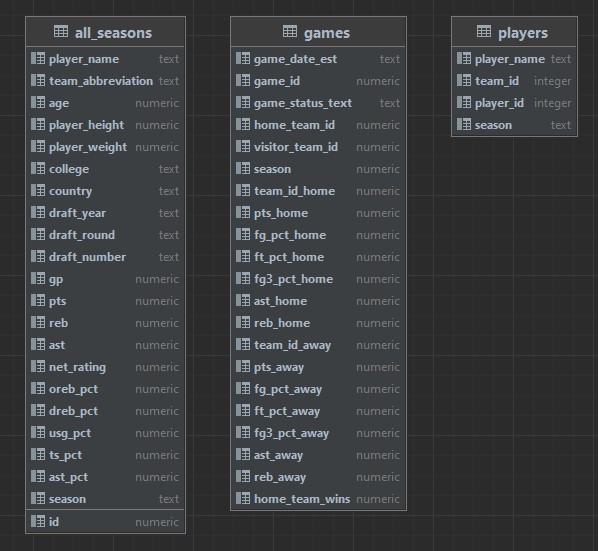 all_seasons
player_name text
team_abbreviation text
age numeric
player_height numeric
player_weight numeric
college text
country text
draft_year text
draft_round text
draft_number text
gp numeric
pts numeric
reb numeric
ast numeric
net_rating numeric
oreb_pct numeric
dreb_pct numeric
usg_pct numeric
ts_pct numeric
ast_pct numeric
season text
id numeric
games
game_date_est text
game_id numeric
game_status_text text
home_team_id numeric
visitor_team_id numeric
season numeric
team_id_home numeric
pts_home numeric
fg_pct_home numeric
ft_pct_home numeric
fg3_pct_home numeric
ast_home numeric
reb_home numeric
team_id_away numeric
pts_away numeric
fg_pct_away numeric
ft_pct_away numeric
fg3_pct_away numeric
ast_away numeric
reb_away numeric
home_team_wins numeric
players
player_name text
team_id integer
player_id integer
season text